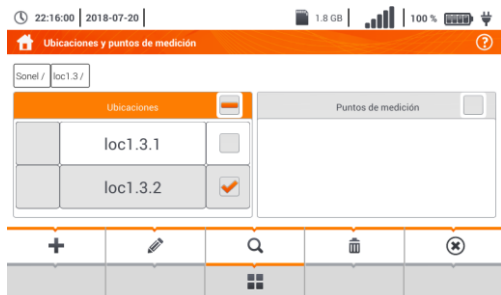 22:16:00 2018-07-20 1.8 GB 100 %
Ubicaciones y puntos de medición ?
Sonel / loc1.3 /
Ubicaciones Puntos de medición
loc1.3.1
loc1.3.2